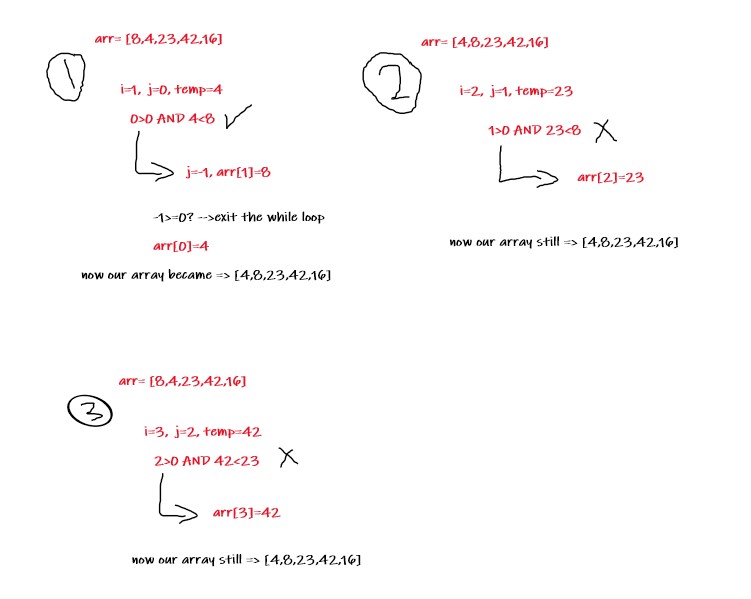 arr= [8,4,23,42,16]
1
i=1, j=0, temp=4
0>0 AND 4<8
j=-1, arr[1]=8
-1>=0? -->exit the while loop
arr[0]=4
now our array became => [4,8,23,42,16]
arr= [4,8,23,42,16]
2
i=2, j=1, temp=23
1>0 AND 23<8 X
arr[2]=23
now our array still => [4,8,23,42,16]
arr= [8,4,23,42,16]
3
i=3, j=2, temp=42
2>0 AND 42<23 X
arr[3]=42
now our array still => [4,8,23,42,16]